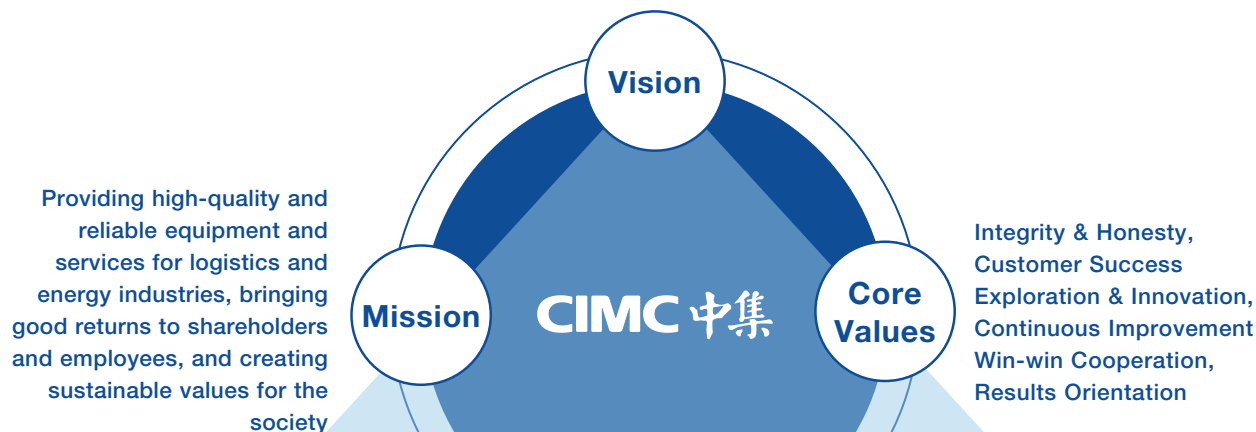 Vision
Providing high-quality and
reliable equipment and
services for logistics and
energy industries, bringing
good returns to shareholders
and employees, and creating
sustainable values for the
society
Mission
CIMC 中集
Core
Values
Integrity & Honesty,
Customer Success
Exploration & Innovation,
Continuous Improvement
Win-win Cooperation,
Results Orientation